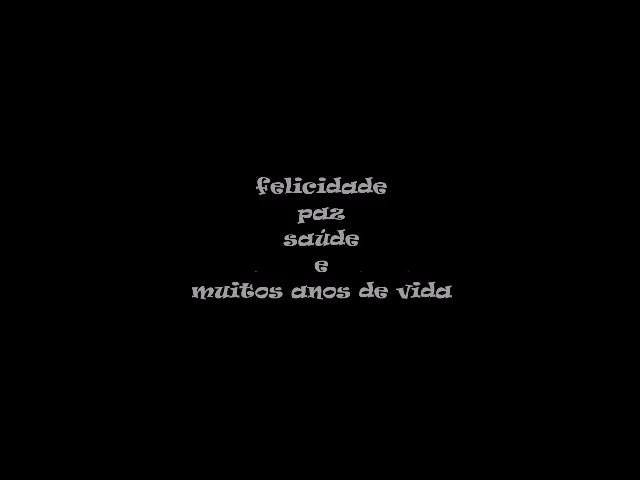 felicidade
paz
saúde
e
muitos anos de vida